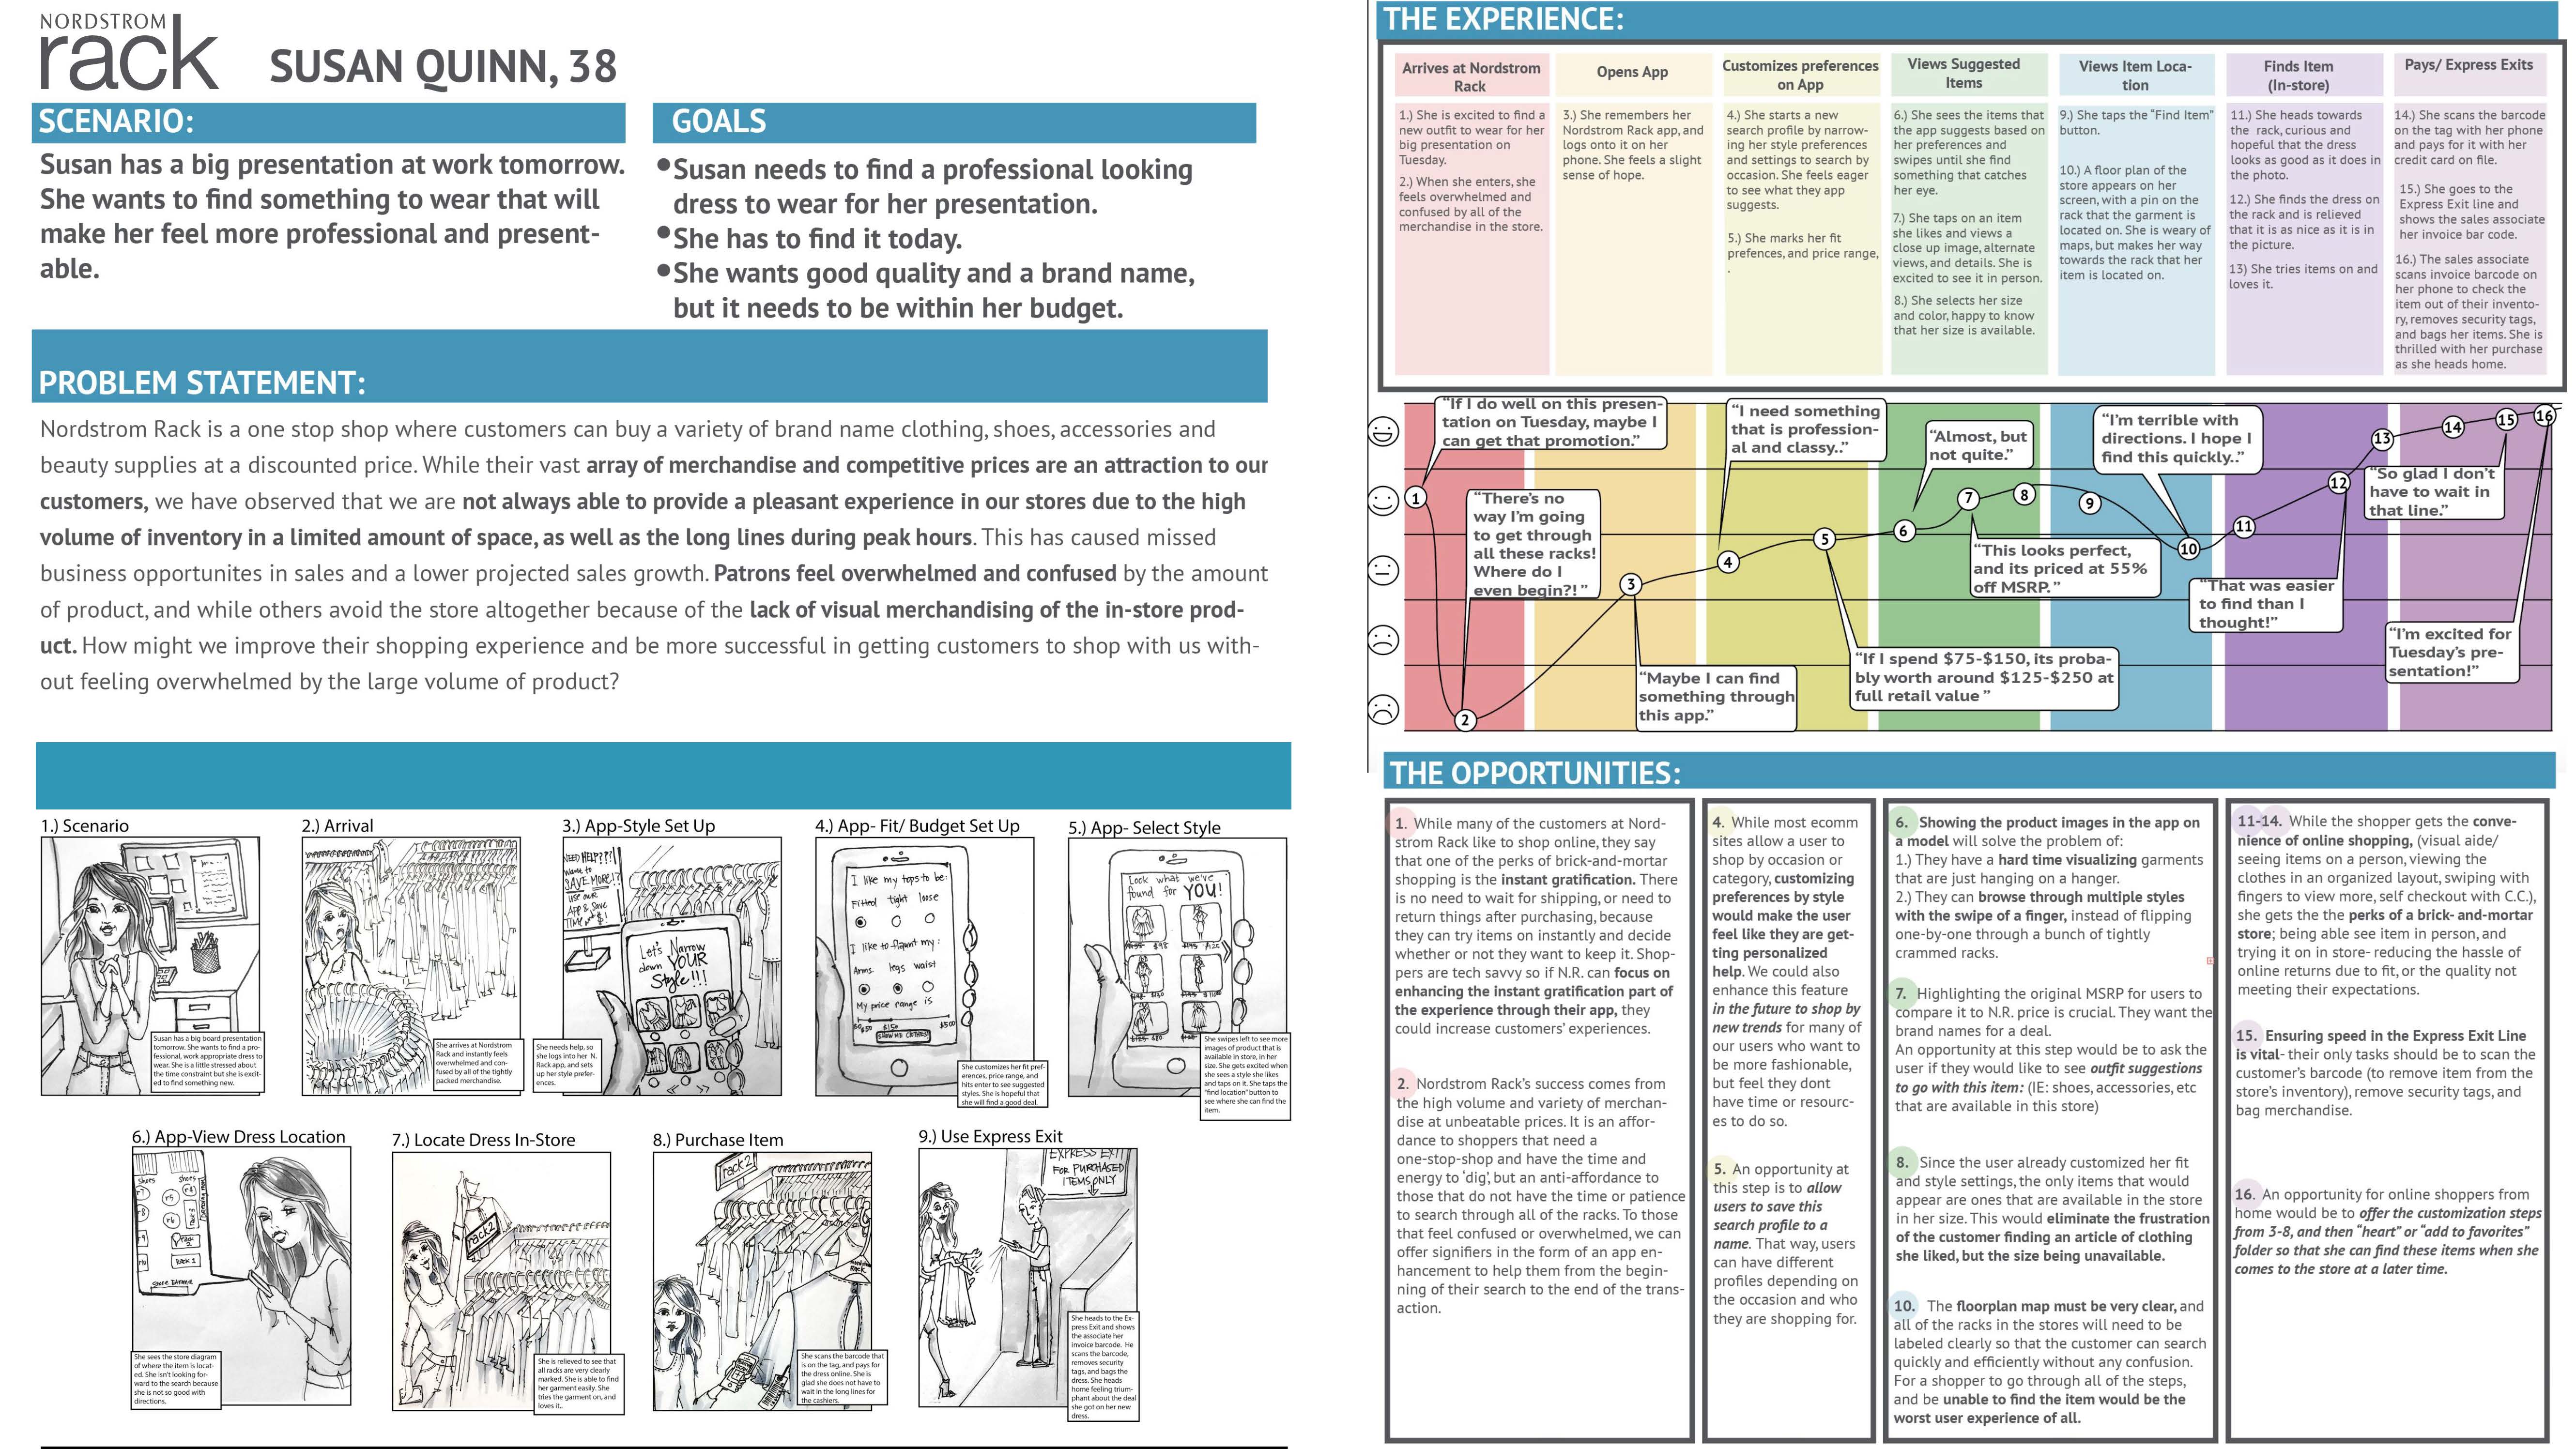 NORDSTROM
rack
SUSAN QUINN, 38
SCENARIO:
Susan has a big presentation at work tomorrow.
She wants to find something to wear that will
make her feel more professional and present-
able.
GOALS
•Susan needs to find a professional looking
dress to wear for her presentation.
•She has to find it today.
•She wants good quality and a brand name,
but it needs to be within her budget.
PROBLEM STATEMENT:
Nordstrom Rack is a one stop shop where customers can buy a variety of brand name clothing, shoes, accessories and
beauty supplies at a discounted price. While their vast array of merchandise and competitive prices are an attraction to our
customers, we have observed that we are not always able to provide a pleasant experience in our stores due to the high
volume of inventory in a limited amount of space, as well as the long lines during peak hours. This has caused missed
business opportunites in sales and a lower projected sales growth. Patrons feel overwhelmed and confused by the amount
of product, and while others avoid the store altogether because of the lack of visual merchandising of the in-store prod-
uct. How might we improve their shopping experience and be more successful in getting customers to shop with us with-
out feeling overwhelmed by the large volume of product?
1.) Scenario
Susan has a big board presentation
tomorrow. She wants to find a pro-
fessional, work appropriate dress to
wear. She is a little stressed about
the time constraint but she is excit-
ed to find something new.
2.) Arrival
She arrives at Nordstrom
Rack and instantly feels
overwhelmed and con-
fused by all of the tightly
packed merchandise.
3.) App-Style Set Up
NEED HELP???!
Want to
SAVE MORE!?
USE OUR
App & Save
TIME and $!
Let's Narrow
down YOUR
Style!!!
She needs help, so
she logs into her N.
Rack app, and sets
up her style prefer-
ences.
4.) App- Fit/ Budget Set Up
I like my tops to be:
Fitted tight loose
I like to flaunt my:
Arms legs waist
My price range is
$150
$500
SHOW ME CLOTHES!
She customizes her fit pref-
erences, price range, and
hits enter to see suggested
styles. She is hopeful that
she will find a good deal.
5.) App- Select Style
Look what we've
found for YOU!
She swipes left to see more
images of product that is
available in store, in her
size. She gets excited when
she sees a style she likes
and taps on it. She taps the
"find location" button to
see where she can find the
item.
6.) App-View Dress Location
Shoes Shoes
r7
r5
r8
r6
Rack 2
Rack 1
Store Entrance
She sees the store diagram
of where the item is locat-
ed. She isn't looking for-
ward to the search because
she is not so good with
directions.
7.) Locate Dress In-Store
rack2
She is relieved to see that
all racks are very clearly
marked. She is able to find
her garment easily. She
tries the garment on, and
loves it..
8.) Purchase Item
rack2
She scans the barcode that
is on the tag, and pays for
the dress online. She is
glad she does not have to
wait in the long lines for
the cashiers.
9.) Use Express Exit
EXPRESS EXIT
FOR PURCHASED
ITEMS ONLY
She heads to the Ex-
press Exit and shows
the associate her
invoice barcode. He
scans the barcode,
removes security
tags, and bags the
dress. She heads
home feeling trium-
phant about the deal
she got on her new
dress.
THE EXPERIENCE:
Arrives at Nordstrom
Rack
1.) She is excited to find a
new outfit to wear for her
big presentation on
Tuesday.
2.) When she enters, she
feels overwhelmed and
confused by all of the
merchandise in the store.
Opens App
3.) She remembers her
Nordstrom Rack app, and
logs onto it on her
phone. She feels a slight
sense of hope.
Customizes preferences
on App
4.) She starts a new
search profile by narrow-
ing her style preferences
and settings to search by
occasion. She feels eager
to see what they app
suggests.
5.) She marks her fit
prefences, and price range,
.
Views Suggested
Items
6.) She sees the items that
the app suggests based on
her preferences and
swipes until she find
something that catches
her eye.
7.) She taps on an item
she likes and views a
close up image, alternate
views, and details. She is
excited to see it in person.
8.) She selects her size
and color, happy to know
that her size is available.
Views Item Loca-
tion
9.) She taps the "Find Item"
button.
10.) A floor plan of the
store appears on her
screen, with a pin on the
rack that the garment is
located on. She is weary of
maps, but makes her way
towards the rack that her
item is located on.
Finds Item
(In-store)
11.) She heads towards
the rack, curious and
hopeful that the dress
looks as good as it does in
the photo.
12.) She finds the dress on
the rack and is relieved
that it is as nice as it is in
the picture.
13) She tries items on and
loves it.
Pays/ Express Exits
14.) She scans the barcode
on the tag with her phone
and pays for it with her
credit card on file.
15.) She goes to the
Express Exit line and
shows the sales associate
her invoice bar code.
16.) The sales associate
scans invoice barcode on
her phone to check the
item out of their invento-
ry, removes security tags,
and bags her items. She is
thrilled with her purchase
as she heads home.
"If I do well on this presen-
tation on Tuesday, maybe I
can get that promotion."
"There's no
way I'm going
to get through
all these racks!
Where do I
even begin?!"
"Maybe I can find
something through
this app."
"I need something
that is profession-
al and classy.."
"If I spend $75-$150, its proba-
bly worth around $125-$250 at
full retail value"
"Almost, but
not quite."
"This looks perfect,
and its priced at 55%
off MSRP."
"I'm terrible with
directions. I hope I
find this quickly.."
"That was easier
to find than I
thought!"
"So glad I don't
have to wait in
that line."
"I'm excited for
Tuesday's pre-
sentation!"
1
2
3
4
5
6
7
8
9
10
11
12
13
14
15
16
THE OPPORTUNITIES:
1. While many of the customers at Nord-
strom Rack like to shop online, they say
that one of the perks of brick-and-mortar
shopping is the instant gratification. There
is no need to wait for shipping, or need to
return things after purchasing, because
they can try items on instantly and decide
whether or not they want to keep it. Shop-
pers are tech savvy so if N.R. can focus on
enhancing the instant gratification part of
the experience through their app, they
could increase customers' experiences.
2. Nordstrom Rack's success comes from
the high volume and variety of merchan-
dise at unbeatable prices. It is an affor-
dance to shoppers that need a
one-stop-shop and have the time and
energy to 'dig', but an anti-affordance to
those that do not have the time or patience
to search through all of the racks. To those
that feel confused or overwhelmed, we can
offer signifiers in the form of an app en-
hancement to help them from the begin-
ning of their search to the end of the trans-
action.
4. While most ecomm
sites allow a user to
shop by occasion or
category, customizing
preferences by style
would make the user
feel like they are get-
ting personalized
help. We could also
enhance this feature
in the future to shop by
new trends for many of
our users who want to
be more fashionable,
but feel they dont
have time or resourc-
es to do so.
5. An opportunity at
this step is to allow
users to save this
search profile to a
name. That way, users
can have different
profiles depending on
the occasion and who
they are shopping for.
6. Showing the product images in the app on
a model will solve the problem of:
1.) They have a hard time visualizing garments
that are just hanging on a hanger.
2.) They can browse through multiple styles
with the swipe of a finger, instead of flipping
one-by-one through a bunch of tightly
crammed racks.
7. Highlighting the original MSRP for users to
compare it to N.R. price is crucial. They want the
brand names for a deal.
An opportunity at this step would be to ask the
user if they would like to see outfit suggestions
to go with this item: (IE: shoes, accessories, etc
that are available in this store)
8. Since the user already customized her fit
and style settings, the only items that would
appear are ones that are available in the store
in her size. This would eliminate the frustration
of the customer finding an article of clothing
she liked, but the size being unavailable.
10. The floorplan map must be very clear, and
all of the racks in the stores will need to be
labeled clearly so that the customer can search
quickly and efficiently without any confusion.
For a shopper to go through all of the steps,
and be unable to find the item would be the
worst user experience of all.
11-14. While the shopper gets the conve-
nience of online shopping, (visual aide/
seeing items on a person, viewing the
clothes in an organized layout, swiping with
fingers to view more, self checkout with C.C.),
she gets the the perks of a brick- and-mortar
store; being able see item in person, and
trying it on in store- reducing the hassle of
online returns due to fit, or the quality not
meeting their expectations.
15. Ensuring speed in the Express Exit Line
is vital- their only tasks should be to scan the
customer's barcode (to remove item from the
store's inventory), remove security tags, and
bag merchandise.
16. An opportunity for online shoppers from
home would be to offer the customization steps
from 3-8, and then "heart" or "add to favorites"
folder so that she can find these items when she
comes to the store at a later time.